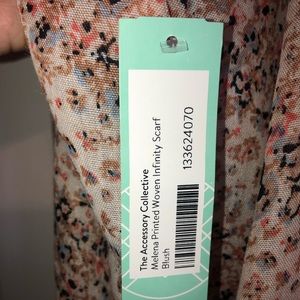 The Accessory Collective
Melena Printed Woven Infinity Scarf
Blush
133624070